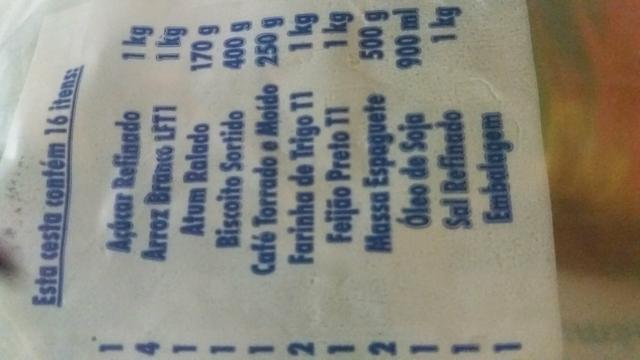 Esta cesta contém 16 itens:
1 Açúcar Refinado 1 kg
4 Arroz Branco LFT1 1 kg
1 Atum Ralado 170 g
1 Biscoito Sortido 400 g
1 Café Torrado e Moído 250 g
2 Farinha de Trigo T1 1 kg
1 Feijão Preto T1 1 kg
2 Massa Espaguete 500 g
1 Óleo de Soja 900 ml
1 Sal Refinado 1 kg
1 Embalagem